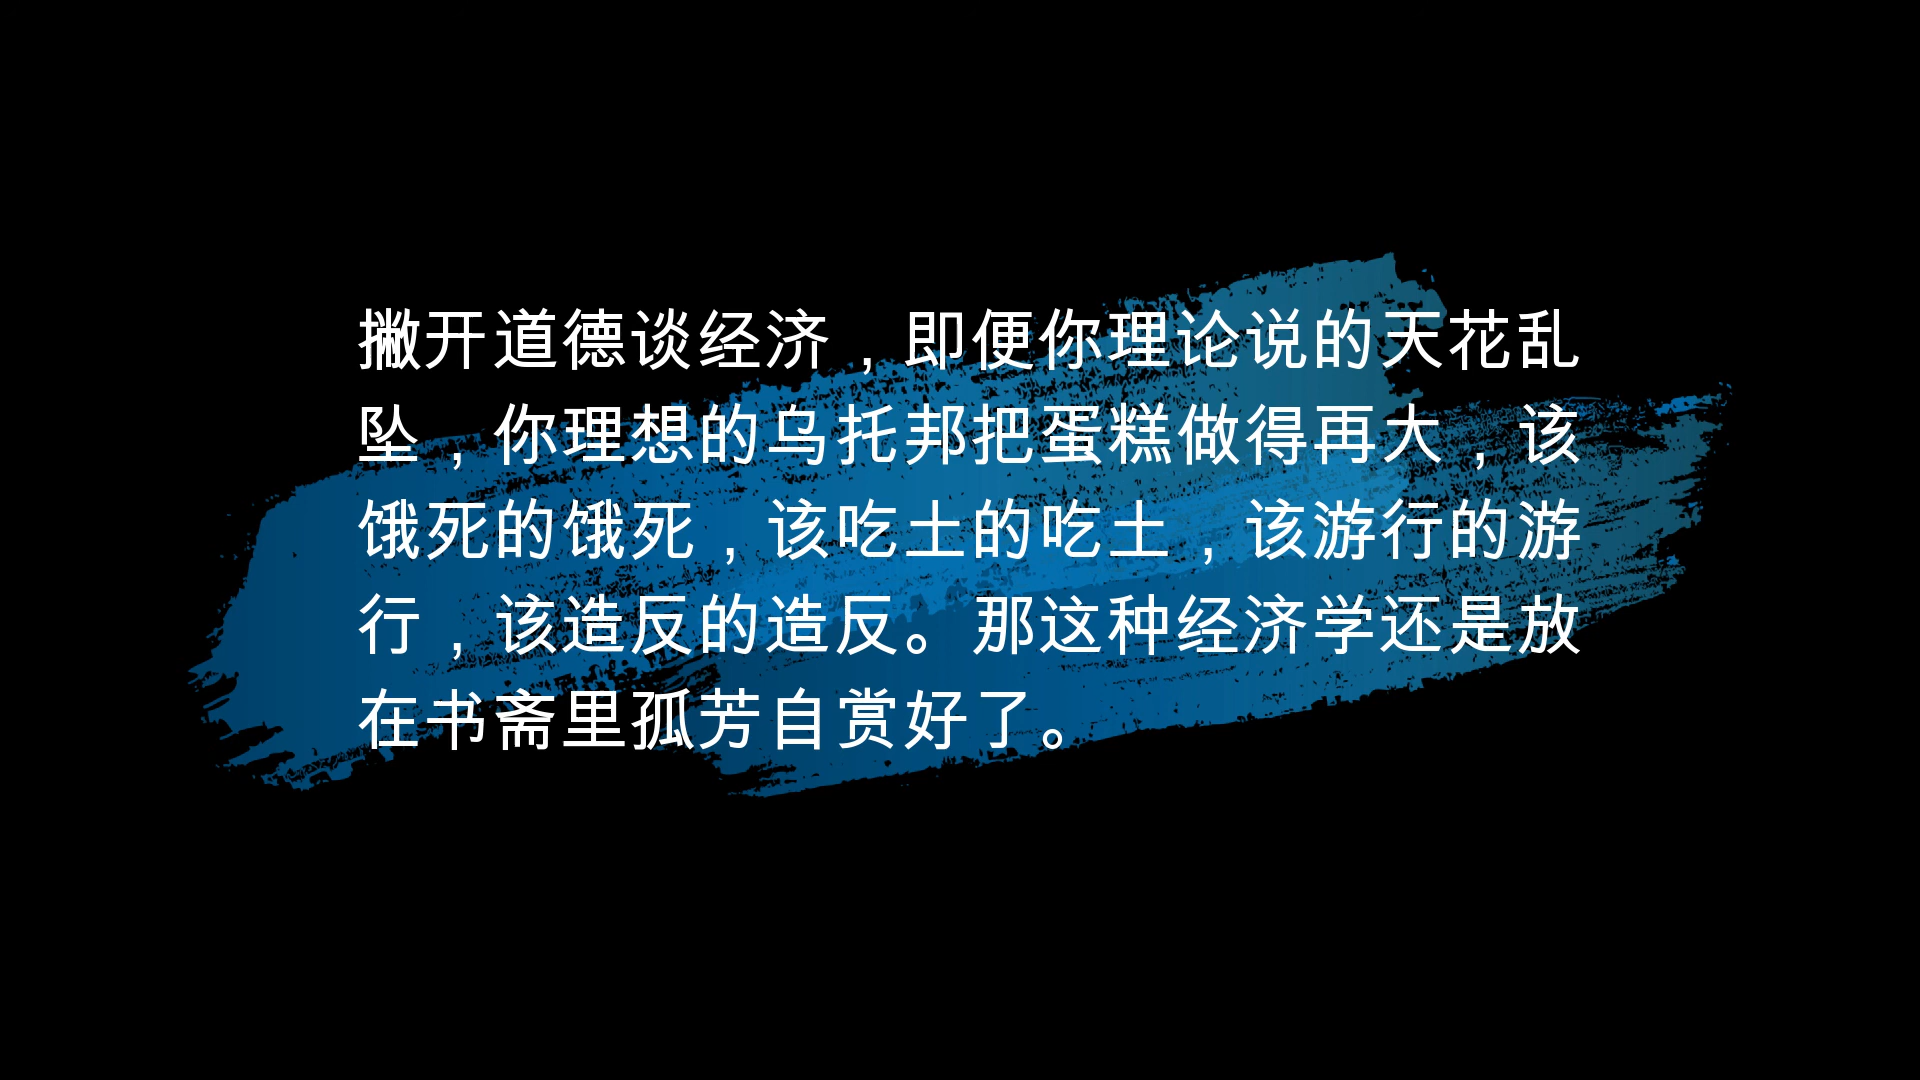 撇开道德谈经济，即便你理论说的天花乱
坠，你理想的乌托邦把蛋糕做得再大，该
饿死的饿死，该吃土的吃土，该游行的游
行，该造反的造反。那这种经济学还是放
在书斋里孤芳自赏好了。